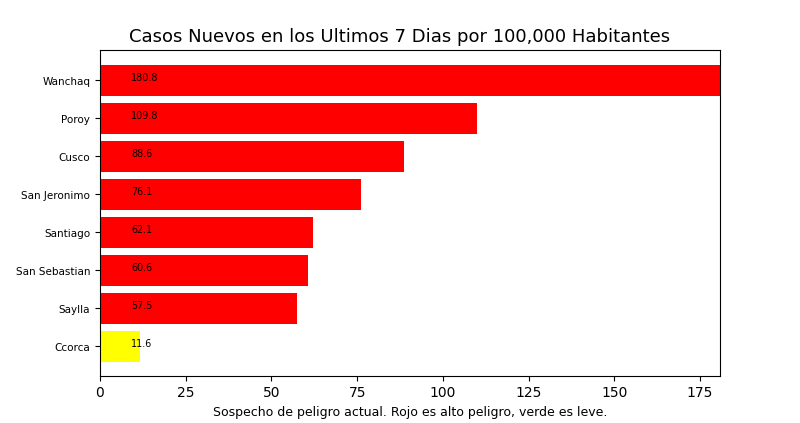 Casos Nuevos en los Ultimos 7 Dias por 100,000 Habitantes
Wanchaq 180.8
Poroy 109.8
Cusco 88.6
San Jeronimo 76.1
Santiago 62.1
San Sebastian 60.6
Saylla 57.5
Ccorca 11.6
0 25 50 75 100 125 150 175
Sospecho de peligro actual. Rojo es alto peligro, verde es leve.